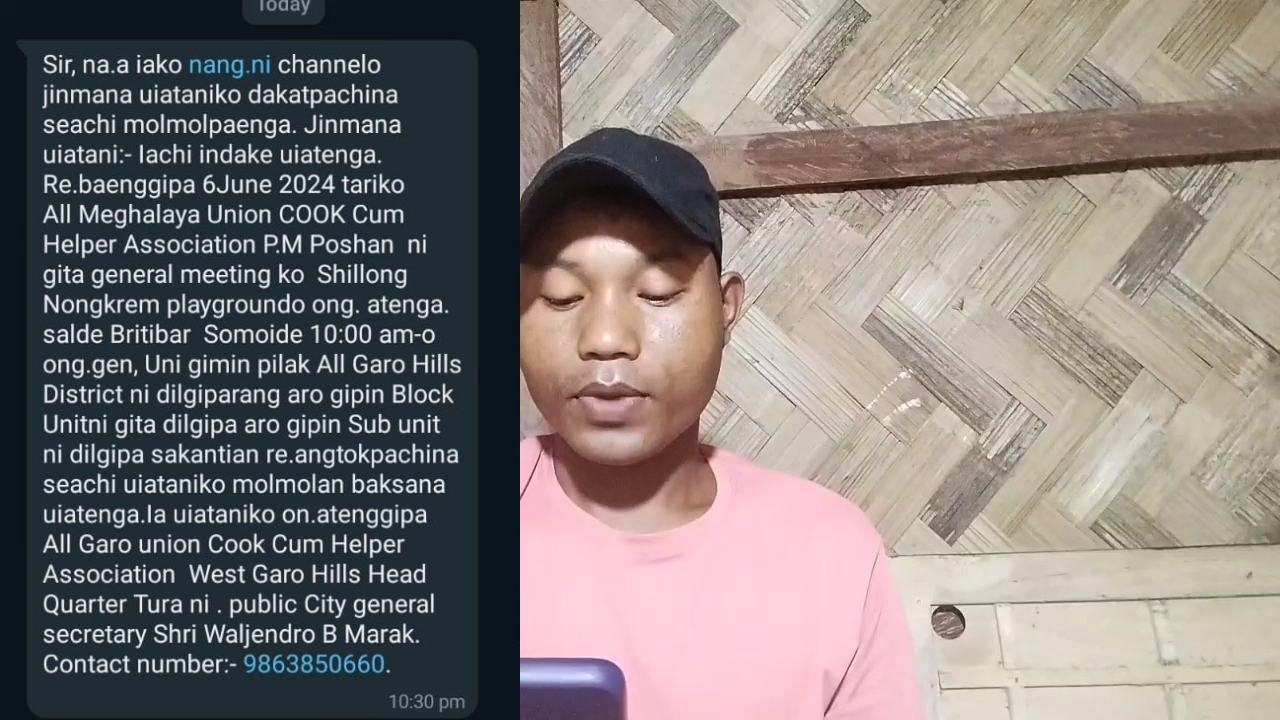 Today
Sir, na.a iako nang.ni channelo
jinmana uiataniko dakatpachina
seachi molmolpaenga. Jinmana
uiatani:- Iachi indake uiatenga.
Re.baenggipa 6June 2024 tariko
All Meghalaya Union COOK Cum
Helper Association P.M Poshan ni
gita general meeting ko Shillong
Nongkrem playgroundo ong. atenga.
salde Britibar Somoide 10:00 am-o
ong.gen, Uni gimin pilak All Garo Hills
District ni dilgiparang aro gipin Block
Unitni gita dilgipa aro gipin Sub unit
ni dilgipa sakantian re.angtokpachina
seachi uiataniko molmolan baksana
uiatenga.Ia uiataniko on.atenggipa
All Garo union Cook Cum Helper
Association West Garo Hills Head
Quarter Tura ni . public City general
secretary Shri Waljendro B Marak.
Contact number:- 9863850660.
10:30 pm